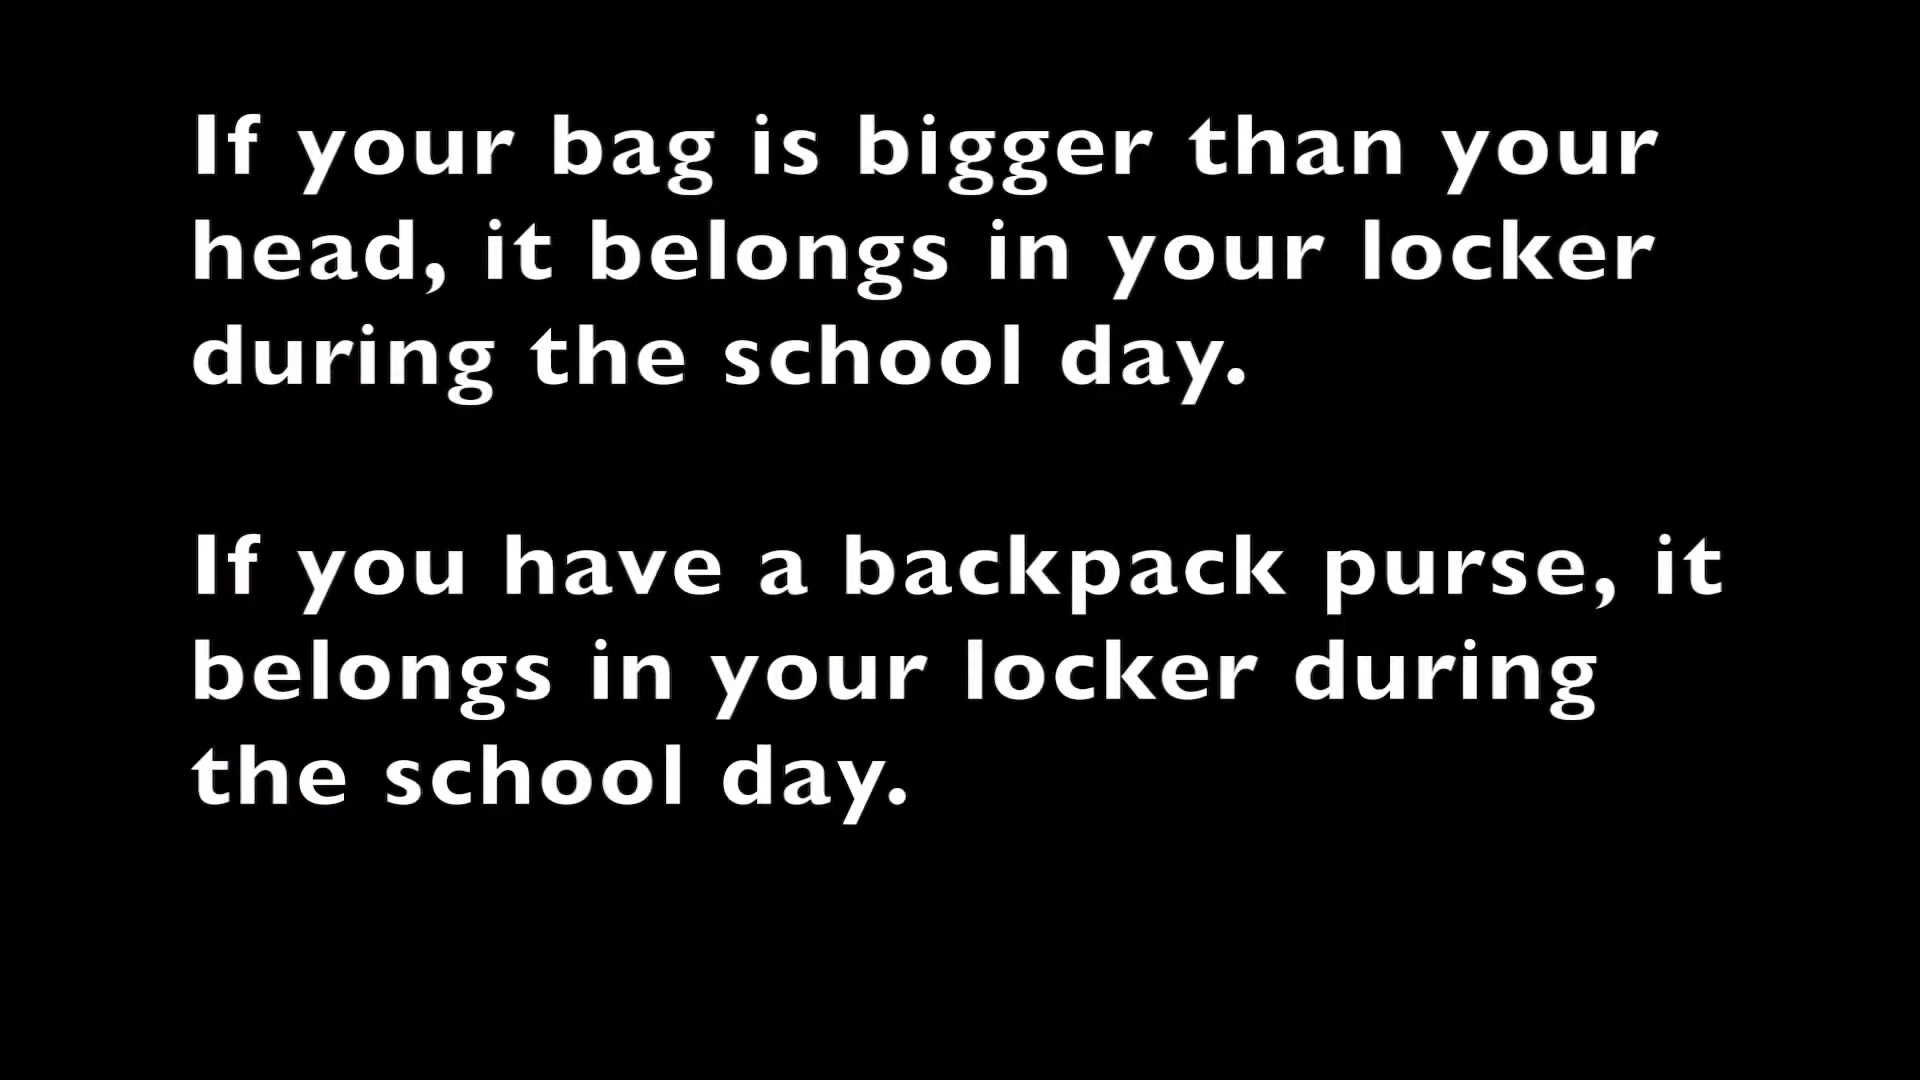 If your bag is bigger than your
head, it belongs in your locker
during the school day.
If you have a backpack purse, it
belongs in your locker during
the school day.